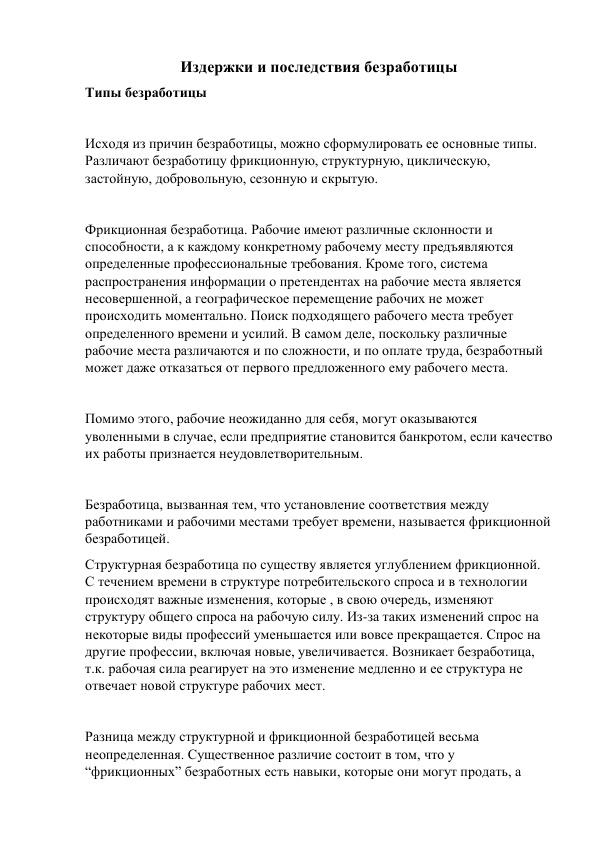 Издержки и последствия безработицы
Типы безработицы
Исходя из причин безработицы, можно сформулировать ее основные типы.
Различают безработицу фрикционную, структурную, циклическую,
застойную, добровольную, сезонную и скрытую.
Фрикционная безработица. Рабочие имеют различные склонности и
способности, а к каждому конкретному рабочему месту предъявляются
определенные профессиональные требования. Кроме того, система
распространения информации о претендентах на рабочие места является
несовершенной, а географическое перемещение рабочих не может
происходить моментально. Поиск подходящего рабочего места требует
определенного времени и усилий. В самом деле, поскольку различные
рабочие места различаются и по сложности, и по оплате труда, безработный
может даже отказаться от первого предложенного ему рабочего места.
Помимо этого, рабочие неожиданно для себя, могут оказываются
уволенными в случае, если предприятие становится банкротом, если качество
их работы признается неудовлетворительным.
Безработица, вызванная тем, что установление соответствия между
работниками и рабочими местами требует времени, называется фрикционной
безработицей.
Структурная безработица по существу является углублением фрикционной.
С течением времени в структуре потребительского спроса и в технологии
происходят важные изменения, которые , в свою очередь, изменяют
структуру общего спроса на рабочую силу. Из-за таких изменений спрос на
некоторые виды профессий уменьшается или вовсе прекращается. Спрос на
другие профессии, включая новые, увеличивается. Возникает безработица,
т.к. рабочая сила реагирует на это изменение медленно и ее структура не
отвечает новой структуре рабочих мест.
Разница между структурной и фрикционной безработицей весьма
неопределенная. Существенное различие состоит в том, что у
“фрикционных” безработных есть навыки, которые они могут продать, а